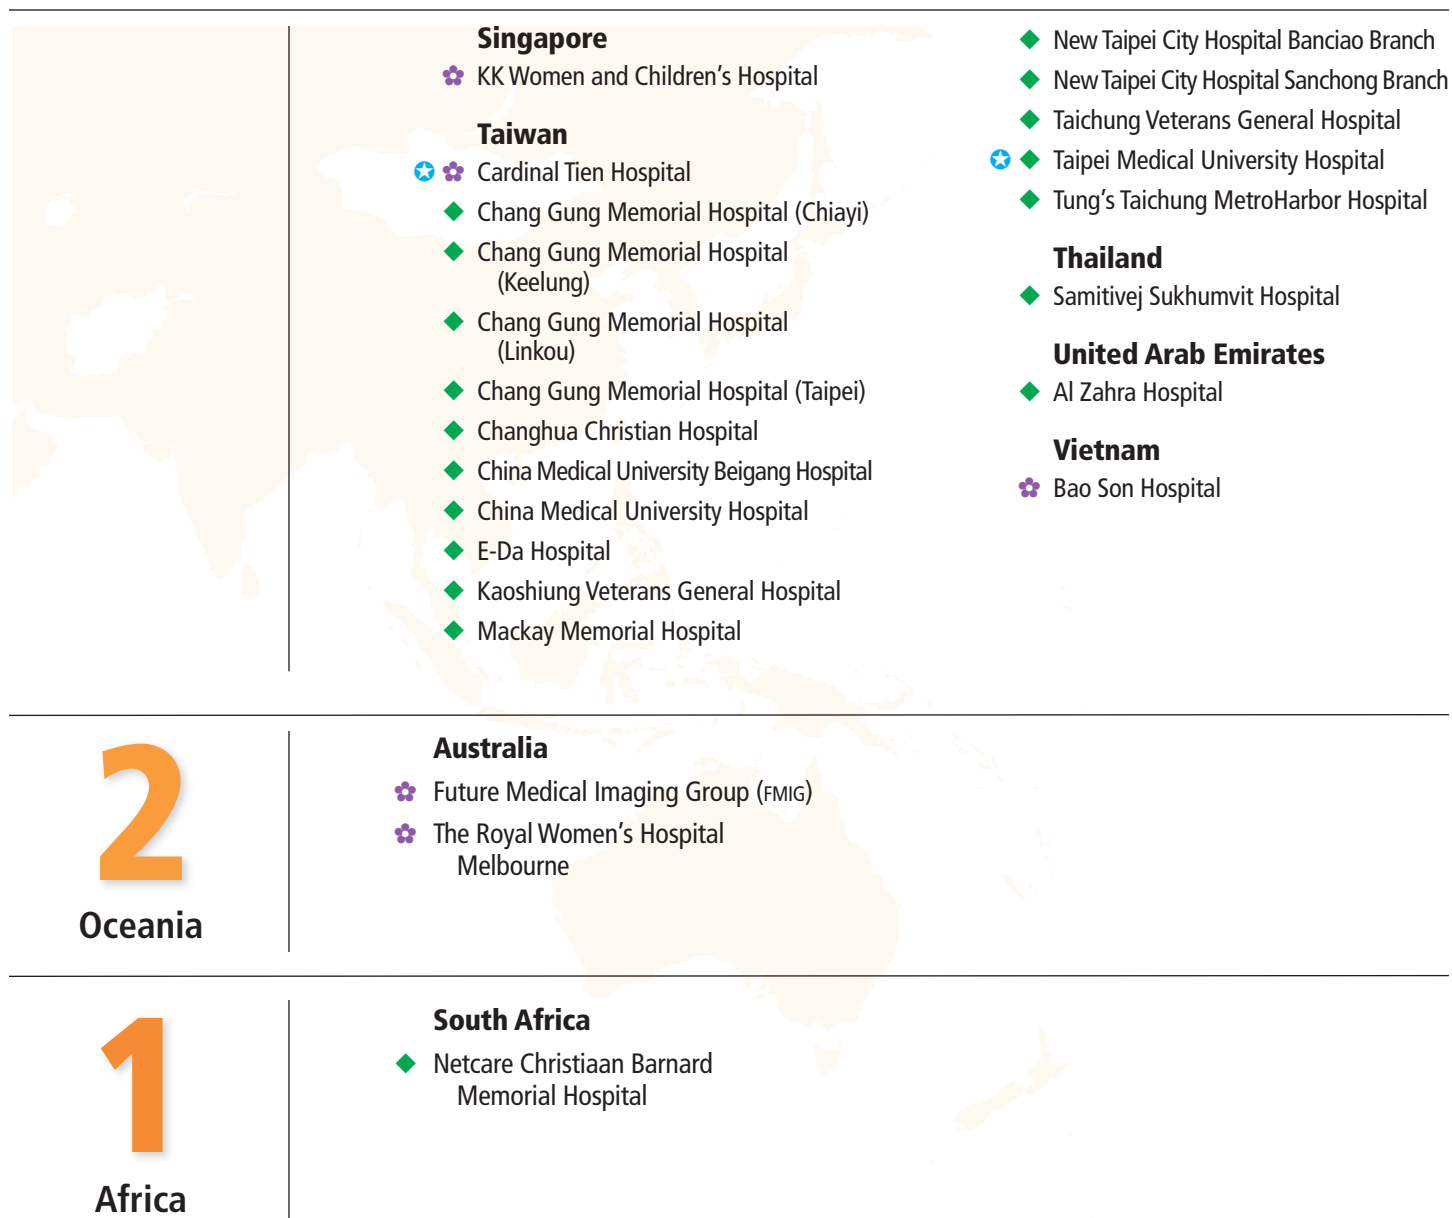 Singapore
KK Women and Children's Hospital
Taiwan
Cardinal Tien Hospital
Chang Gung Memorial Hospital (Chiayi)
Chang Gung Memorial Hospital
(Keelung)
Chang Gung Memorial Hospital
(Linkou)
Chang Gung Memorial Hospital (Taipei)
Changhua Christian Hospital
China Medical University Beigang Hospital
China Medical University Hospital
E-Da Hospital
Kaoshiung Veterans General Hospital
Mackay Memorial Hospital
New Taipei City Hospital Banciao Branch
New Taipei City Hospital Sanchong Branch
Taichung Veterans General Hospital
Taipei Medical University Hospital
Tung's Taichung MetroHarbor Hospital
Thailand
Samitivej Sukhumvit Hospital
United Arab Emirates
Al Zahra Hospital
Vietnam
Bao Son Hospital
2
Oceania
Australia
Future Medical Imaging Group (FMIG)
The Royal Women's Hospital
Melbourne
1
Africa
South Africa
Netcare Christiaan Barnard
Memorial Hospital